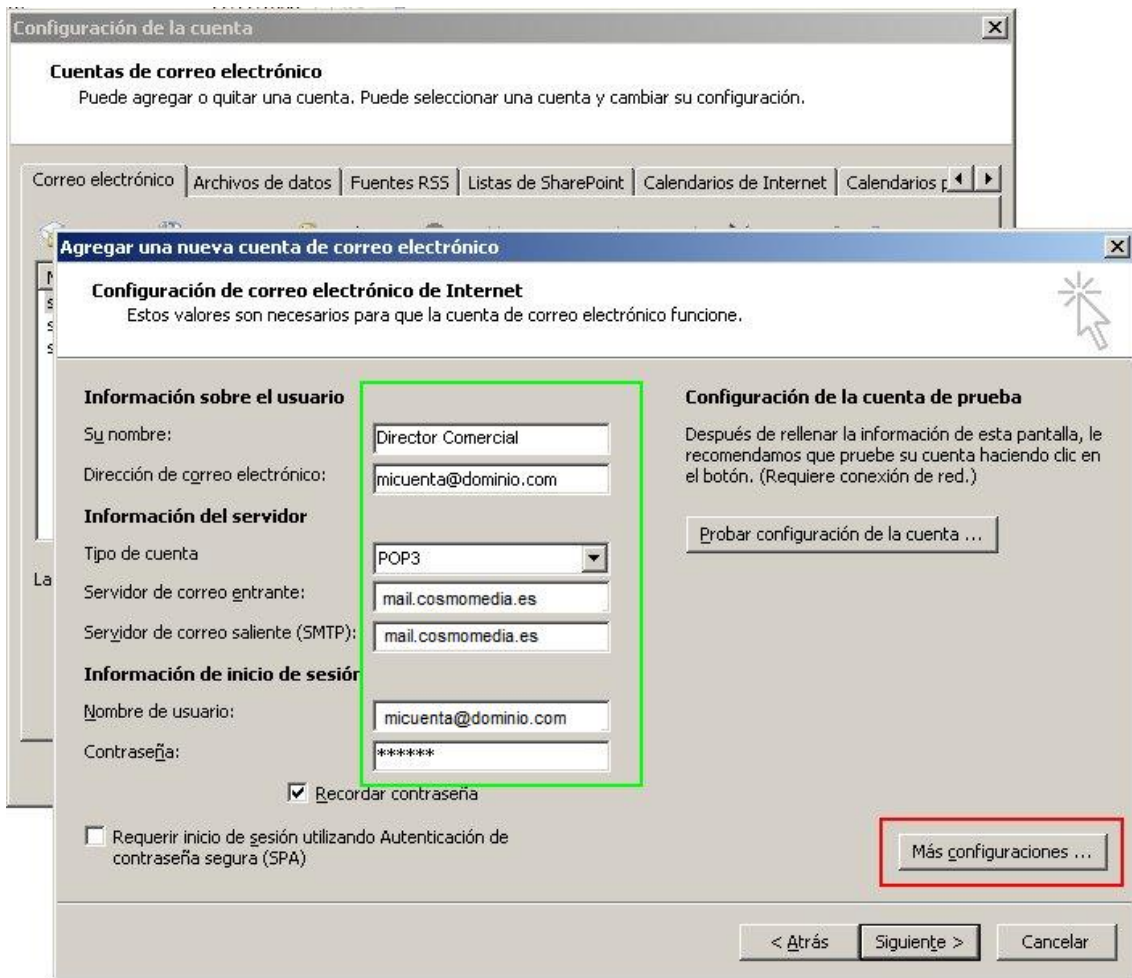 Configuración de la cuenta
Cuentas de correo electrónico
Puede agregar o quitar una cuenta. Puede seleccionar una cuenta y cambiar su configuración.
Correo electrónico Archivos de datos Fuentes RSS Listas de SharePoint Calendarios de Internet Calendarios p
Agregar una nueva cuenta de correo electrónico
Configuración de correo electrónico de Internet
Estos valores son necesarios para que la cuenta de correo electrónico funcione.
Información sobre el usuario
Su nombre:
Director Comercial
Dirección de correo electrónico:
micuenta@dominio.com
Información del servidor
Tipo de cuenta
POP3
Servidor de correo entrante:
mail.cosmomedia.es
Servidor de correo saliente (SMTP):
mail.cosmomedia.es
Información de inicio de sesión
Nombre de usuario:
micuenta@dominio.com
Contraseña:
******
Recordar contraseña
Requerir inicio de sesión utilizando Autenticación de
contraseña segura (SPA)
Configuración de la cuenta de prueba
Después de rellenar la información de esta pantalla, le
recomendamos que pruebe su cuenta haciendo clic en
el botón. (Requiere conexión de red.)
Probar configuración de la cuenta ...
La
Más configuraciones ...
< Atrás
Siguiente >
Cancelar